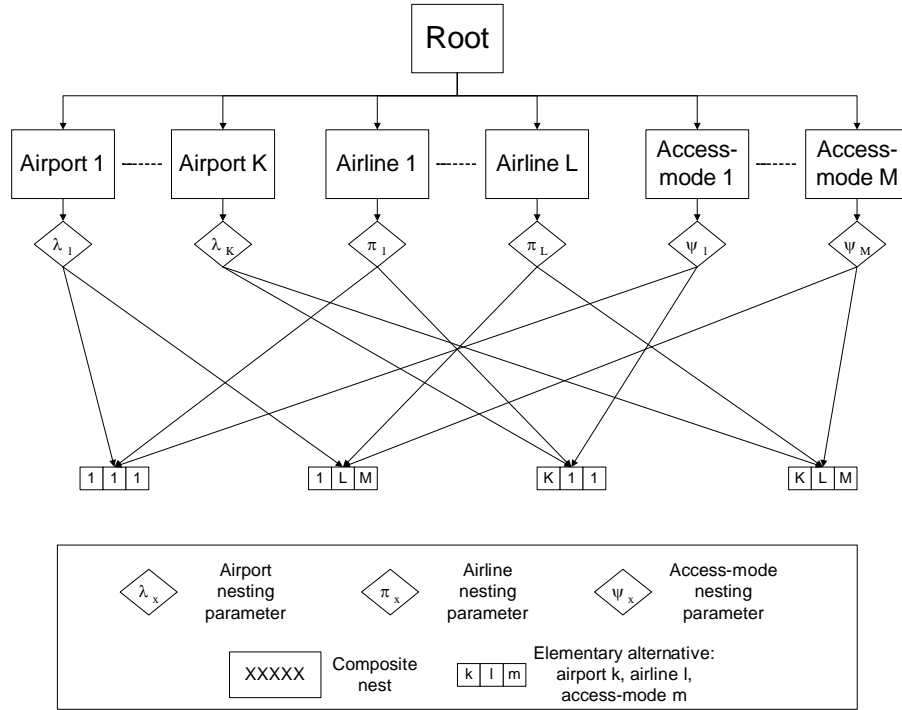 Root
Airport 1
Airport K
Airline 1
Airline L
Access-
mode 1
Access-
mode M
λ 1
λ K
π 1
π L
ψ 1
ψ M
1 1 1
1 L M
K 1 1
K L M
λ x
Airport
nesting
parameter
π x
Airline
nesting
parameter
ψ x
Access-mode
nesting
parameter
XXXXX
Composite
nest
k l m
Elementary alternative:
airport k, airline l,
access-mode m